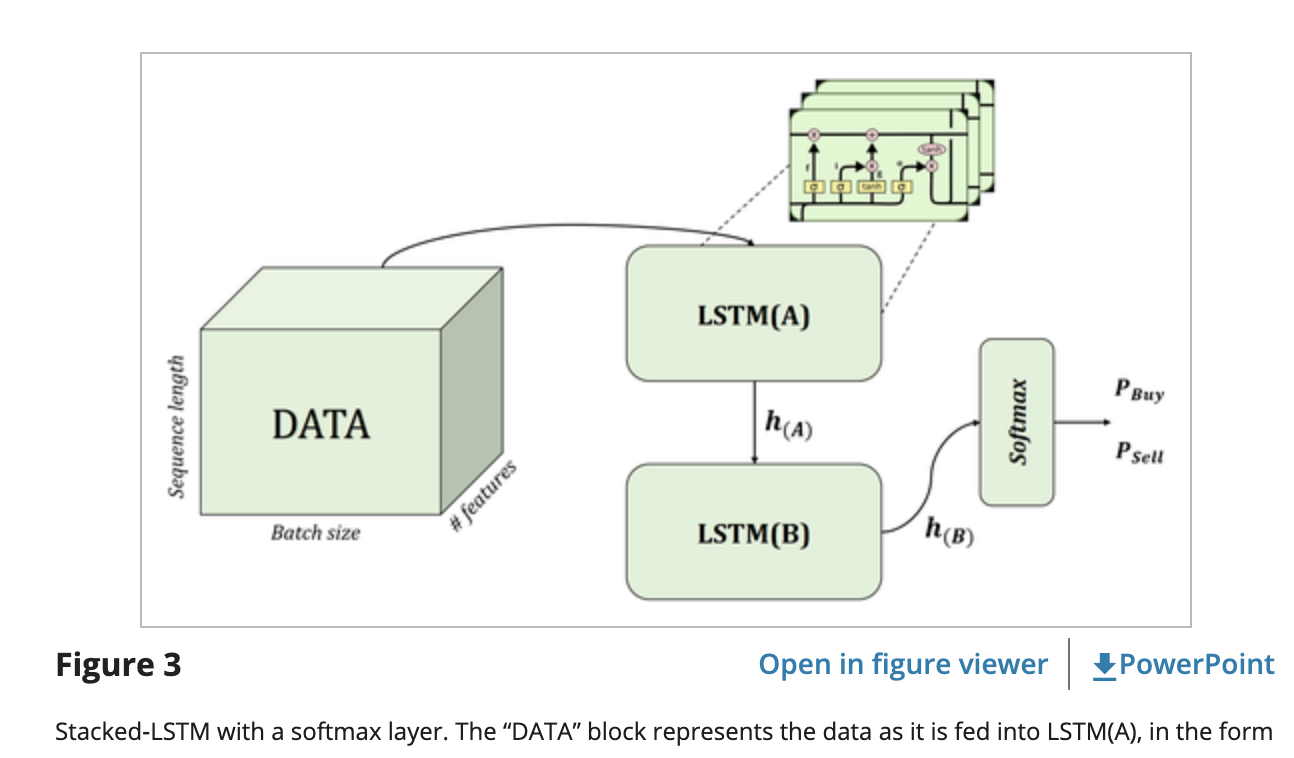 f
i
g
o
σ
σ
tanh
σ
tanh
LSTM(A)
Sequence length
DATA
Batch size
# features
h(A)
LSTM(B)
h(B)
Softmax
PBuy
PSell
Figure 3
Open in figure viewer
PowerPoint
Stacked-LSTM with a softmax layer. The “DATA” block represents the data as it is fed into LSTM(A), in the form